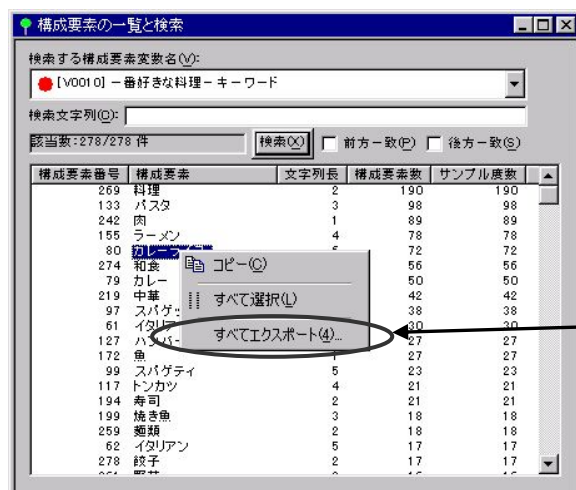 構成要素の一覧と検索
検索する構成要素変数名(V):
[V0010] 一番好きな料理-キーワード
検索文字列(C):
該当数:278/278 件 検索(X) 前方一致(P) 後方一致(S)
構成要素番号 構成要素 文字列長 構成要素数 サンプル度数
269 料理 2 190 190
133 パスタ 3 98 98
242 肉 1 89 89
155 ラーメン 4 78 78
80 72 72
274 和食 56 56
79 カレー 50 50
219 中華 42 42
97 スパゲッ 38 38
61 イタリア 30 30
127 27 27
172 魚 1 27 27
99 スパゲティ 5 23 23
117 トンカツ 4 21 21
194 寿司 2 21 21
199 焼き魚 3 18 18
259 麺類 2 18 18
62 イタリアン 5 17 17
278 餃子 2 17 17
コピー(C)
すべて選択(L)
すべてエクスポート(4)...